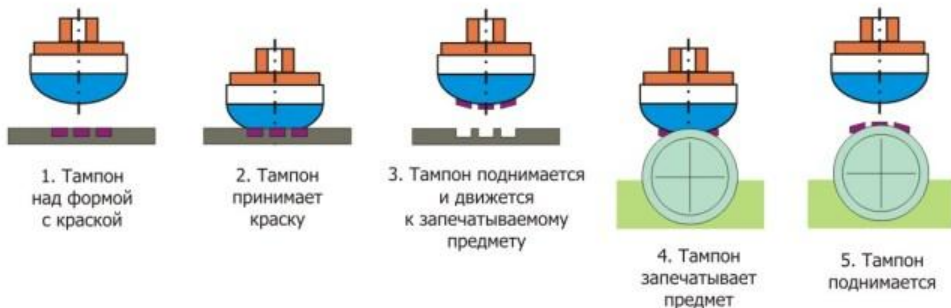 1. Тампон
над формой
с краской
2. Тампон
принимает
краску
3. Тампон поднимается
и движется
к запечатываемому
предмету
4. Тампон
запечатывает
предмет
5. Тампон
поднимается